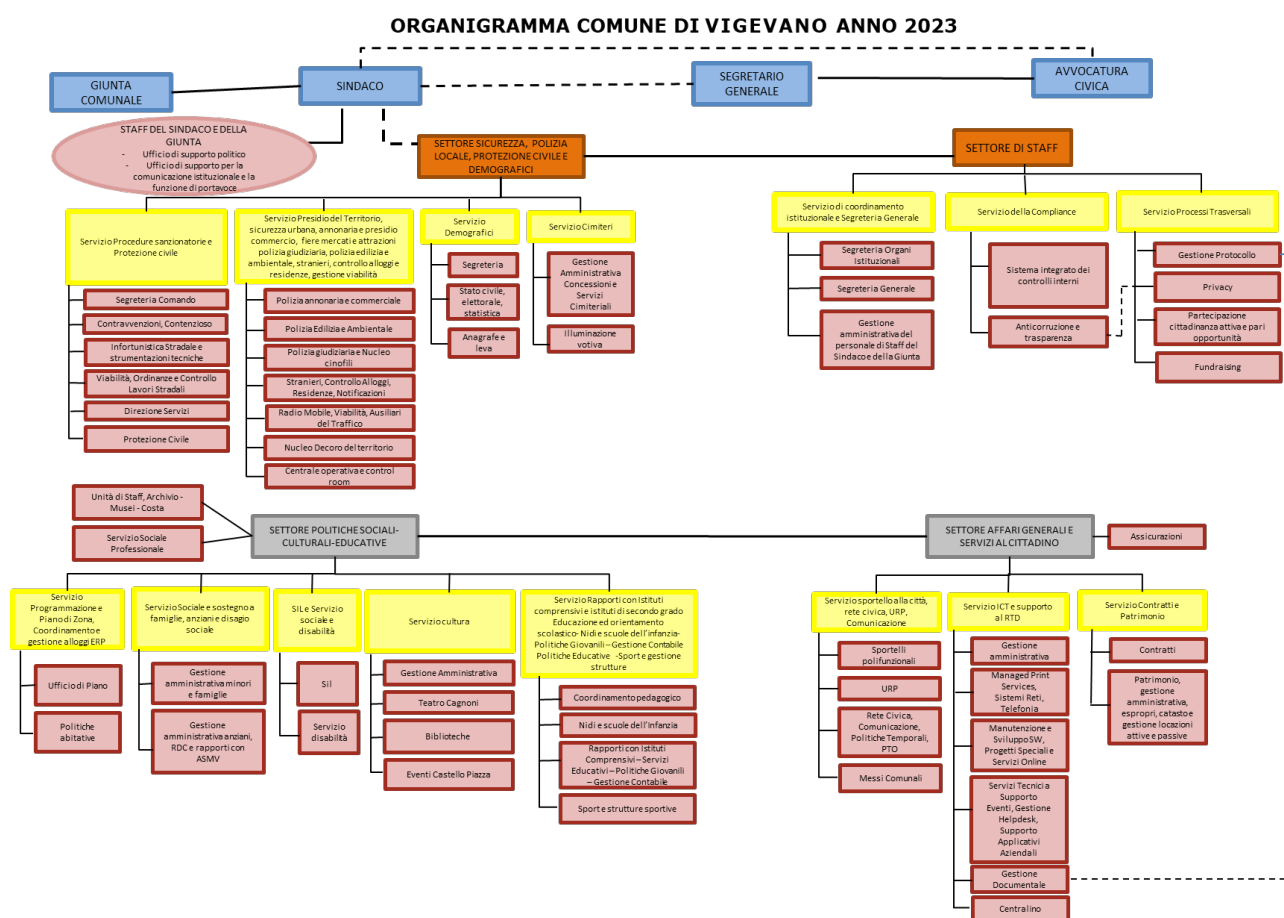 ORGANIGRAMMA COMUNE DI VIGEVANO ANNO 2023
GIUNTA
COMUNALE
SINDACO
SEGRETARIO
GENERALE
AVVOCATURA
CIVICA
STAFF DEL SINDACO E DELLA
GIUNTA
- Ufficio di supporto politico
- Ufficio di supporto per la
comunicazione istituzionale e la
funzione di portavoce
SETTORE SICUREZZA, POLIZIA
LOCALE, PROTEZIONE CIVILE E
DEMOGRAFICI
SETTORE DI STAFF
Servizio Procedure sanzionatorie e
Protezione civile
Segreteria Comando
Contravvenzioni, Contenzioso
Infortunistica Stradale e
strumentazioni tecniche
Viabilità, Ordinanze e Controllo
Lavori Stradali
Direzione Servizi
Protezione Civile
Servizio Presidio del Territorio,
sicurezza urbana, annonaria e presidio
commercio, fiere mercati e attrazioni
polizia giudiziaria, polizia edilizia e
ambientale, stranieri, controllo alloggi e
residenze, gestione viabilità
Polizia annonaria e commerciale
Polizia Edilizia e Ambientale
Polizia giudiziaria e Nucleo
cinofili
Stranieri, Controllo Alloggi,
Residenze, Notificazioni
Radio Mobile, Viabilità, Ausiliari
del Traffico
Nucleo Decoro del territorio
Centrale operativa e control
room
Servizio
Demografici
Segreteria
Stato civile,
elettorale,
statistica
Anagrafe e
leva
Servizio Cimiteri
Gestione
Amministrativa
Concessioni e
Servizi
Cimiteriali
Illuminazione
votiva
Servizio di coordinamento
istituzionale e Segreteria Generale
Segreteria Organi
Istituzionali
Segreteria Generale
Gestione
amministrativa del
personale di Staff del
Sindaco e della Giunta
Servizio della Compliance
Sistema integrato dei
controlli interni
Anticorruzione e
trasparenza
Servizio Processi Trasversali
Gestione Protocollo
Privacy
Partecipazione
cittadinanza attiva e pari
opportunità
Fundraising
Unità di Staff, Archivio -
Musei - Costa
Servizio Sociale
Professionale
SETTORE POLITICHE SOCIALI-
CULTURALI-EDUCATIVE
SETTORE AFFARI GENERALI E
SERVIZI AL CITTADINO
Assicurazioni
Servizio
Programmazione e
Piano di Zona,
Coordinamento e
gestione alloggi ERP
Ufficio di Piano
Politiche
abitative
Servizio Sociale e sostegno a
famiglie, anziani e disagio
sociale
Gestione
amministrativa minori
e famiglie
Gestione
amministrativa anziani,
RDC e rapporti con
ASMV
SIL e Servizio
sociale e
disabilità
Sil
Servizio
disabiltà
Servizio cultura
Gestione Amministrativa
Teatro Cagnoni
Biblioteche
Eventi Castello Piazza
Servizio Rapporti con Istituti
comprensivi e istituti di secondo grado
Educazione ed orientamento
scolastico- Nidi e scuole dell'infanzia-
Politiche Giovanili – Gestione Contabile
Politiche Educative -Sport e gestione
strutture
Coordinamento pedagogico
Nidi e scuole dell'Infanzia
Rapporti con Istituti
Comprensivi – Servizi
Educativi – Politiche Giovanili
– Gestione Contabile
Sport e strutture sportive
Servizio sportello alla città,
rete civica, URP,
Comunicazione
Sportelli
polifunzionali
URP
Rete Civica,
Comunicazione,
Politiche Temporali,
PTO
Messi Comunali
Servizio ICT e supporto
al RTD
Gestione
amministrativa
Managed Print
Services,
Sistemi Reti,
Telefonia
Manutenzione e
Sviluppo SW,
Progetti Speciali e
Servizi Online
Servizi Tecnici a
Supporto
Eventi, Gestione
Helpdesk,
Supporto
Applicativi
Aziendali
Gestione
Documentale
Centralino
Servizio Contratti e
Patrimonio
Contratti
Patrimonio,
gestione
amministrativa,
espropri, catasto e
gestione locazioni
attive e passive